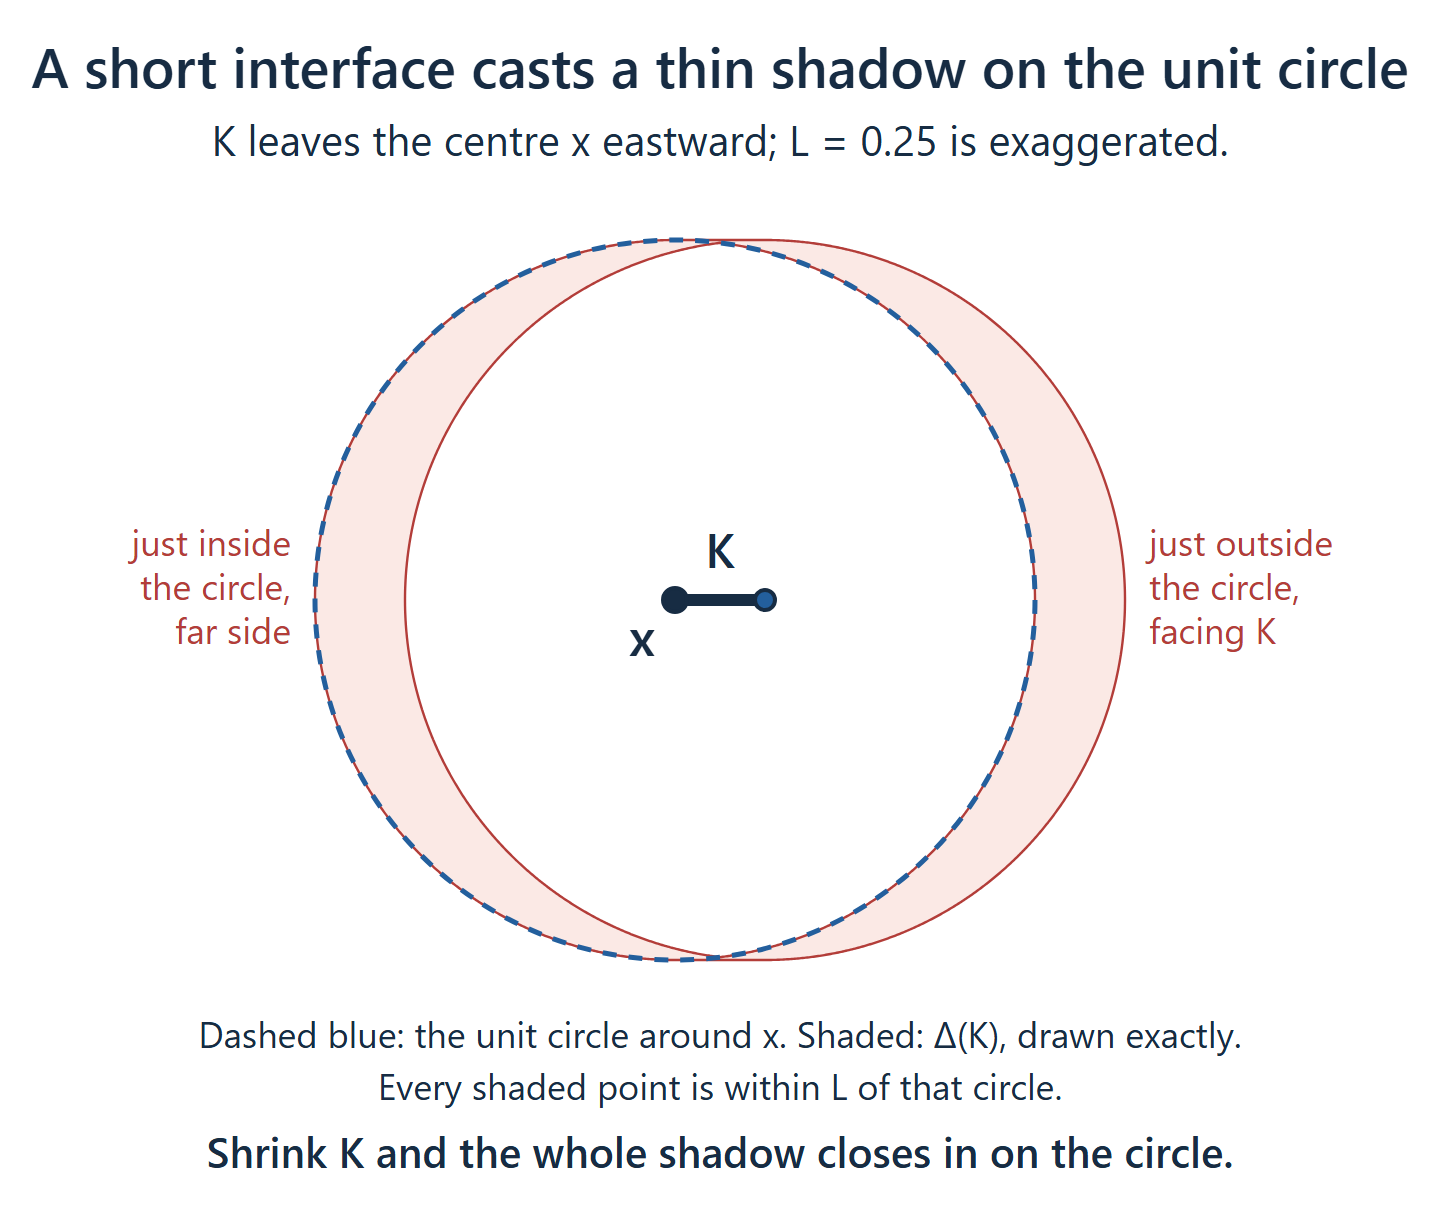 A short interface casts a thin shadow on the unit circle
K leaves the centre x eastward; L = 0.25 is exaggerated.
just inside
the circle,
far side
K
x
just outside
the circle,
facing K
Dashed blue: the unit circle around x. Shaded: Δ(K), drawn exactly.
Every shaded point is within L of that circle.
Shrink K and the whole shadow closes in on the circle.